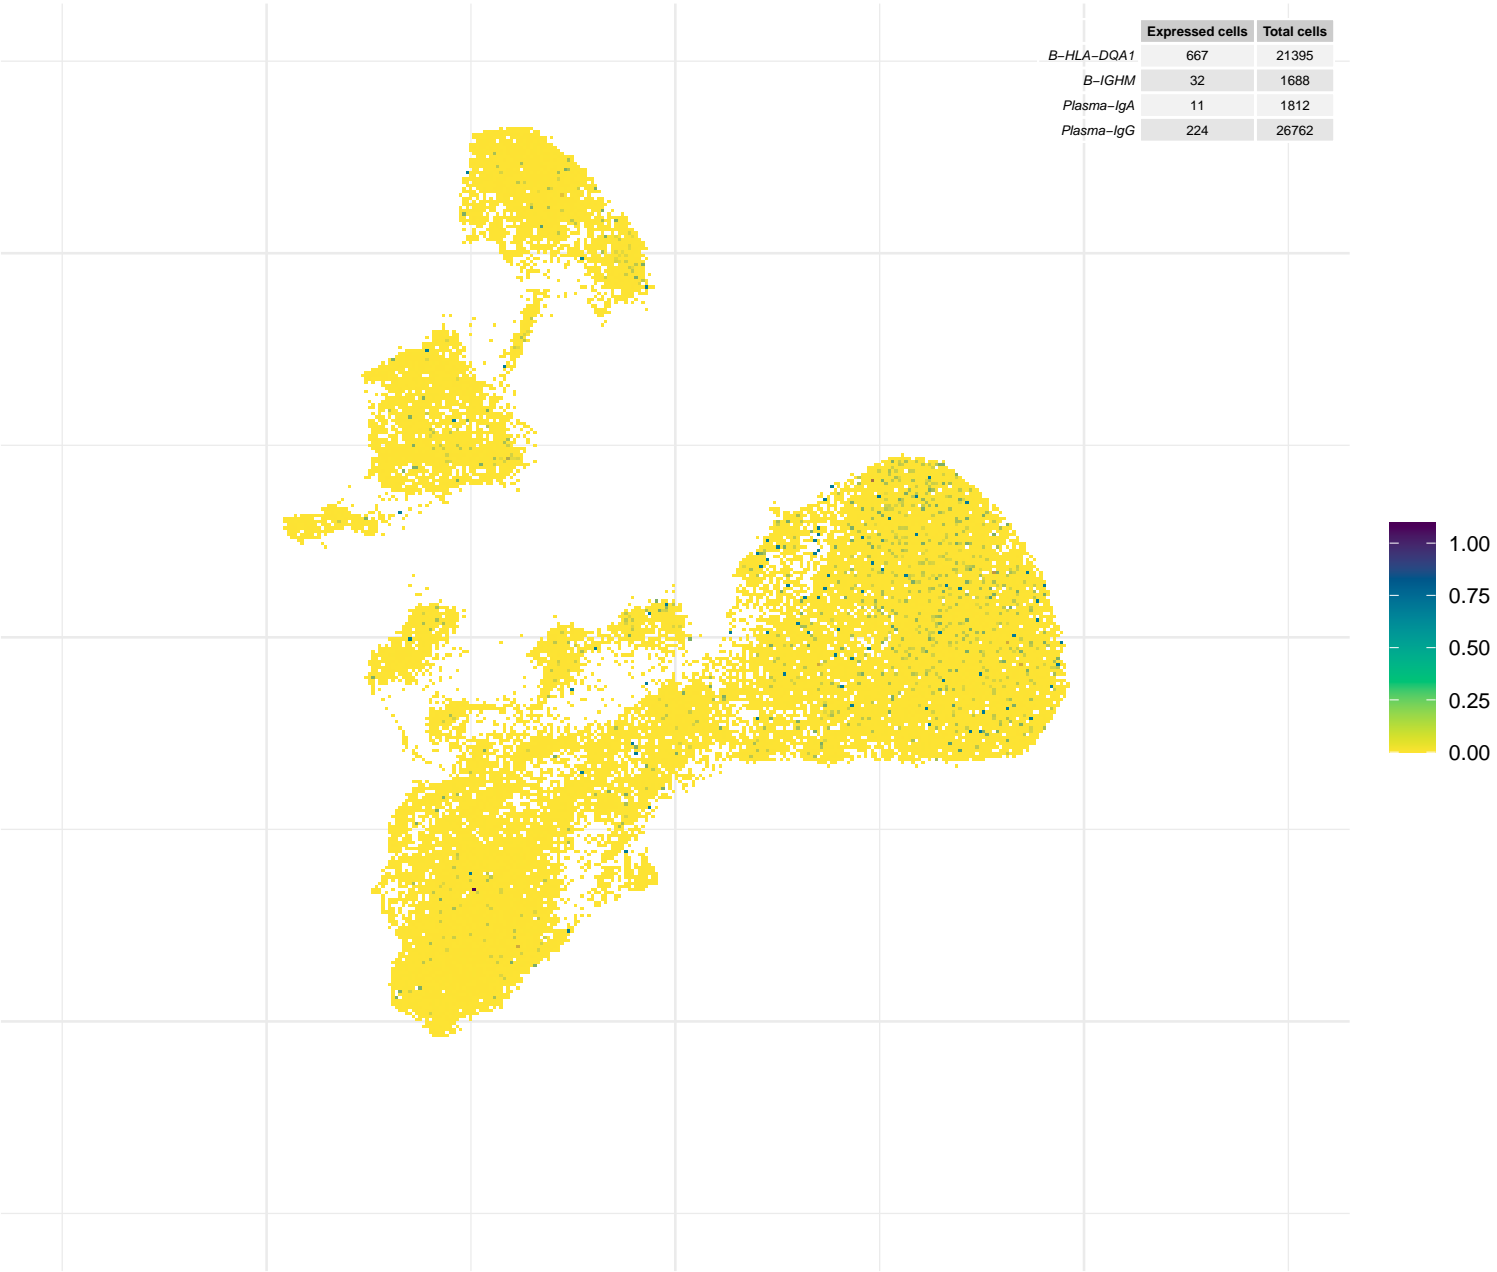 Expressed cells Total cells
B−HLA−DQA1 667 21395
B−IGHM 32 1688
Plasma−IgA 11 1812
Plasma−IgG 224 26762
1.00
0.75
0.50
0.25
0.00